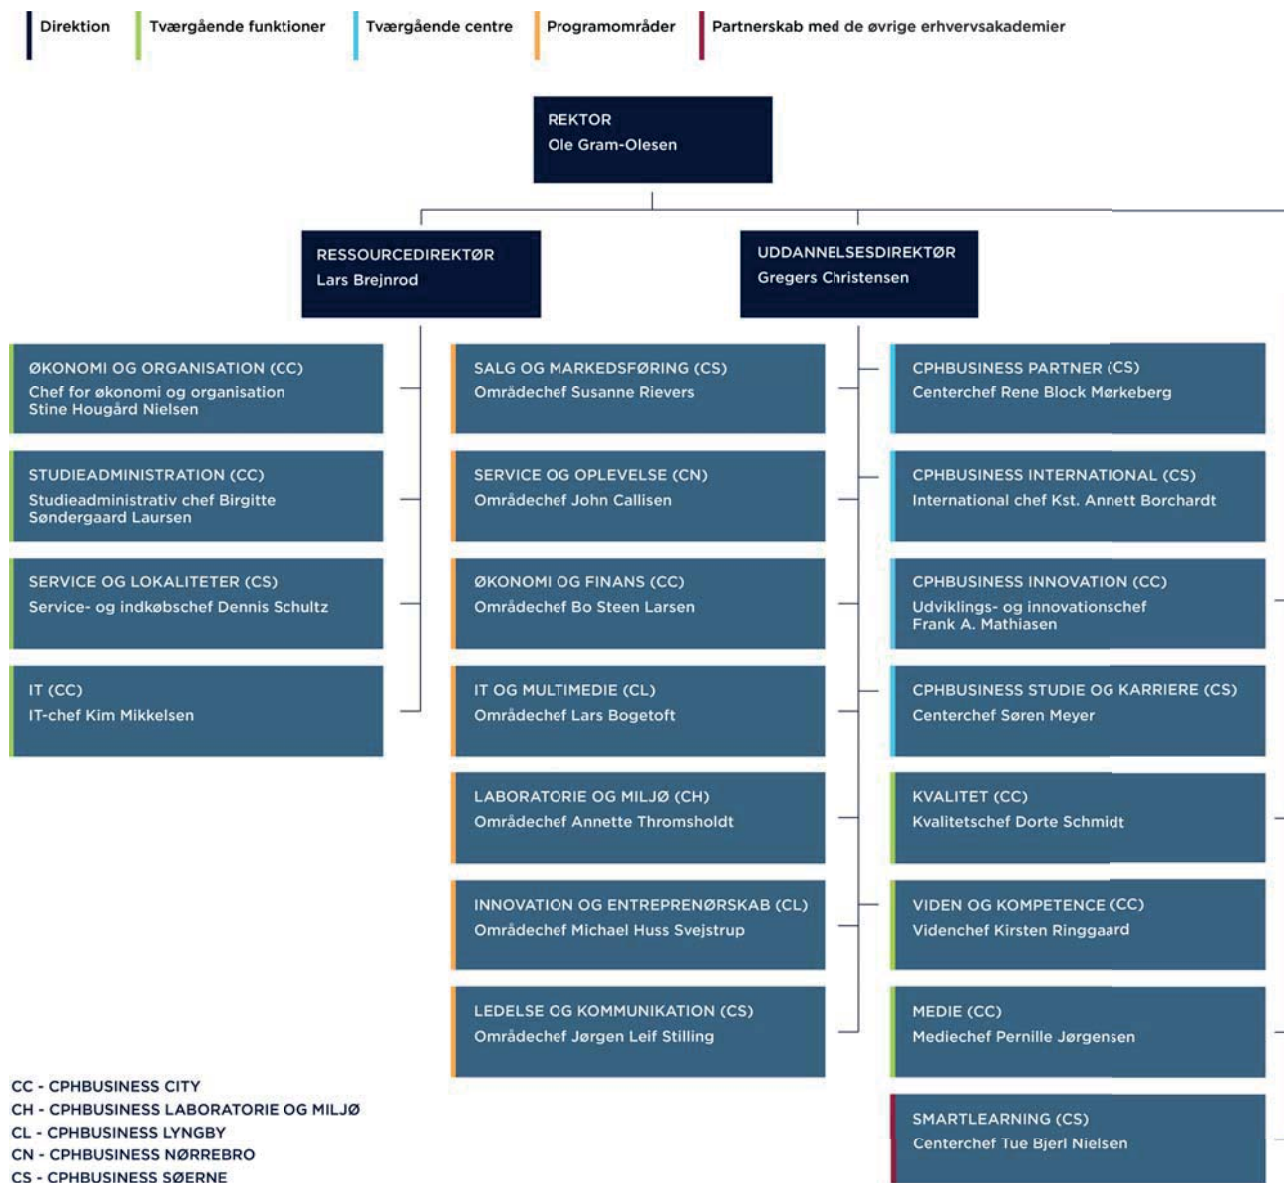 Direktion
Tværgående funktioner
Tværgående centre
Programområder
Partnerskab med de øvrige erhvervsakademier
REKTOR
Ole Gram-Olesen
RESSOURCEDIREKTØR
Lars Brejnrod
UDDANNELSESDIREKTØR
Gregers Christensen
ØKONOMI OG ORGANISATION (CC)
Chef for økonomi og organisation
Stine Hougård Nielsen
STUDIEADMINISTRATION (CC)
Studieadministrativ chef Birgitte
Søndergaard Laursen
SERVICE OG LOKALITETER (CS)
Service- og indkøbschef Dennis Schultz
IT (CC)
IT-chef Kim Mikkelsen
SALG OG MARKEDSFØRING (CS)
Områdechef Susanne Rievers
SERVICE OG OPLEVELSE (CN)
Områdechef John Callisen
ØKONOMI OG FINANS (CC)
Områdechef Bo Steen Larsen
IT OG MULTIMEDIE (CL)
Områdechef Lars Bogetoft
LABORATORIE OG MILJØ (CH)
Områdechef Annette Thromsholdt
INNOVATION OG ENTREPRENØRSKAB (CL)
Områdechef Michael Huss Svejstrup
LEDELSE OG KOMMUNIKATION (CS)
Områdechef Jørgen Leif Stilling
CPHBUSINESS PARTNER (CS)
Centerchef Rene Block Mørkeberg
CPHBUSINESS INTERNATIONAL (CS)
International chef Kst. Annett Borchardt
CPHBUSINESS INNOVATION (CC)
Udviklings- og innovationschef
Frank A. Mathiasen
CPHBUSINESS STUDIE OG KARRIERE (CS)
Centerchef Søren Meyer
KVALITET (CC)
Kvalitetschef Dorte Schmidt
VIDEN OG KOMPETENCE (CC)
Videnchef Kirsten Ringgaard
MEDIE (CC)
Mediechef Pernille Jørgensen
SMARTLEARNING (CS)
Centerchef Tue Bjerl Nielsen
CC - CPHBUSINESS CITY
CH - CPHBUSINESS LABORATORIE OG MILJØ
CL - CPHBUSINESS LYNGBY
CN - CPHBUSINESS NØRREBRO
CS - CPHBUSINESS SØERNE